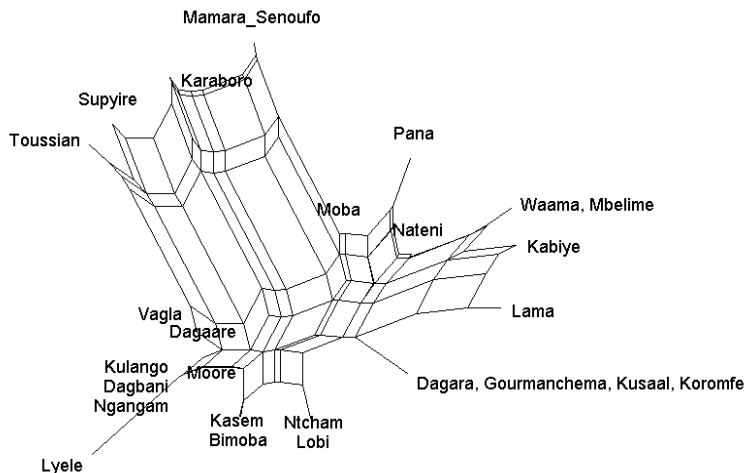 Mamara_Senoufo
Karaboro
Supyire
Toussian
Pana
Moba
Waama, Mbelime
Nateni
Kabiye
Vagla
Lama
Dagaare
Kulango
Moore
Dagbani
Dagara, Gourmanchema, Kusaal, Koromfe
Ngangam
Kasem
Ntcham
Bimoba
Lobi
Lyele